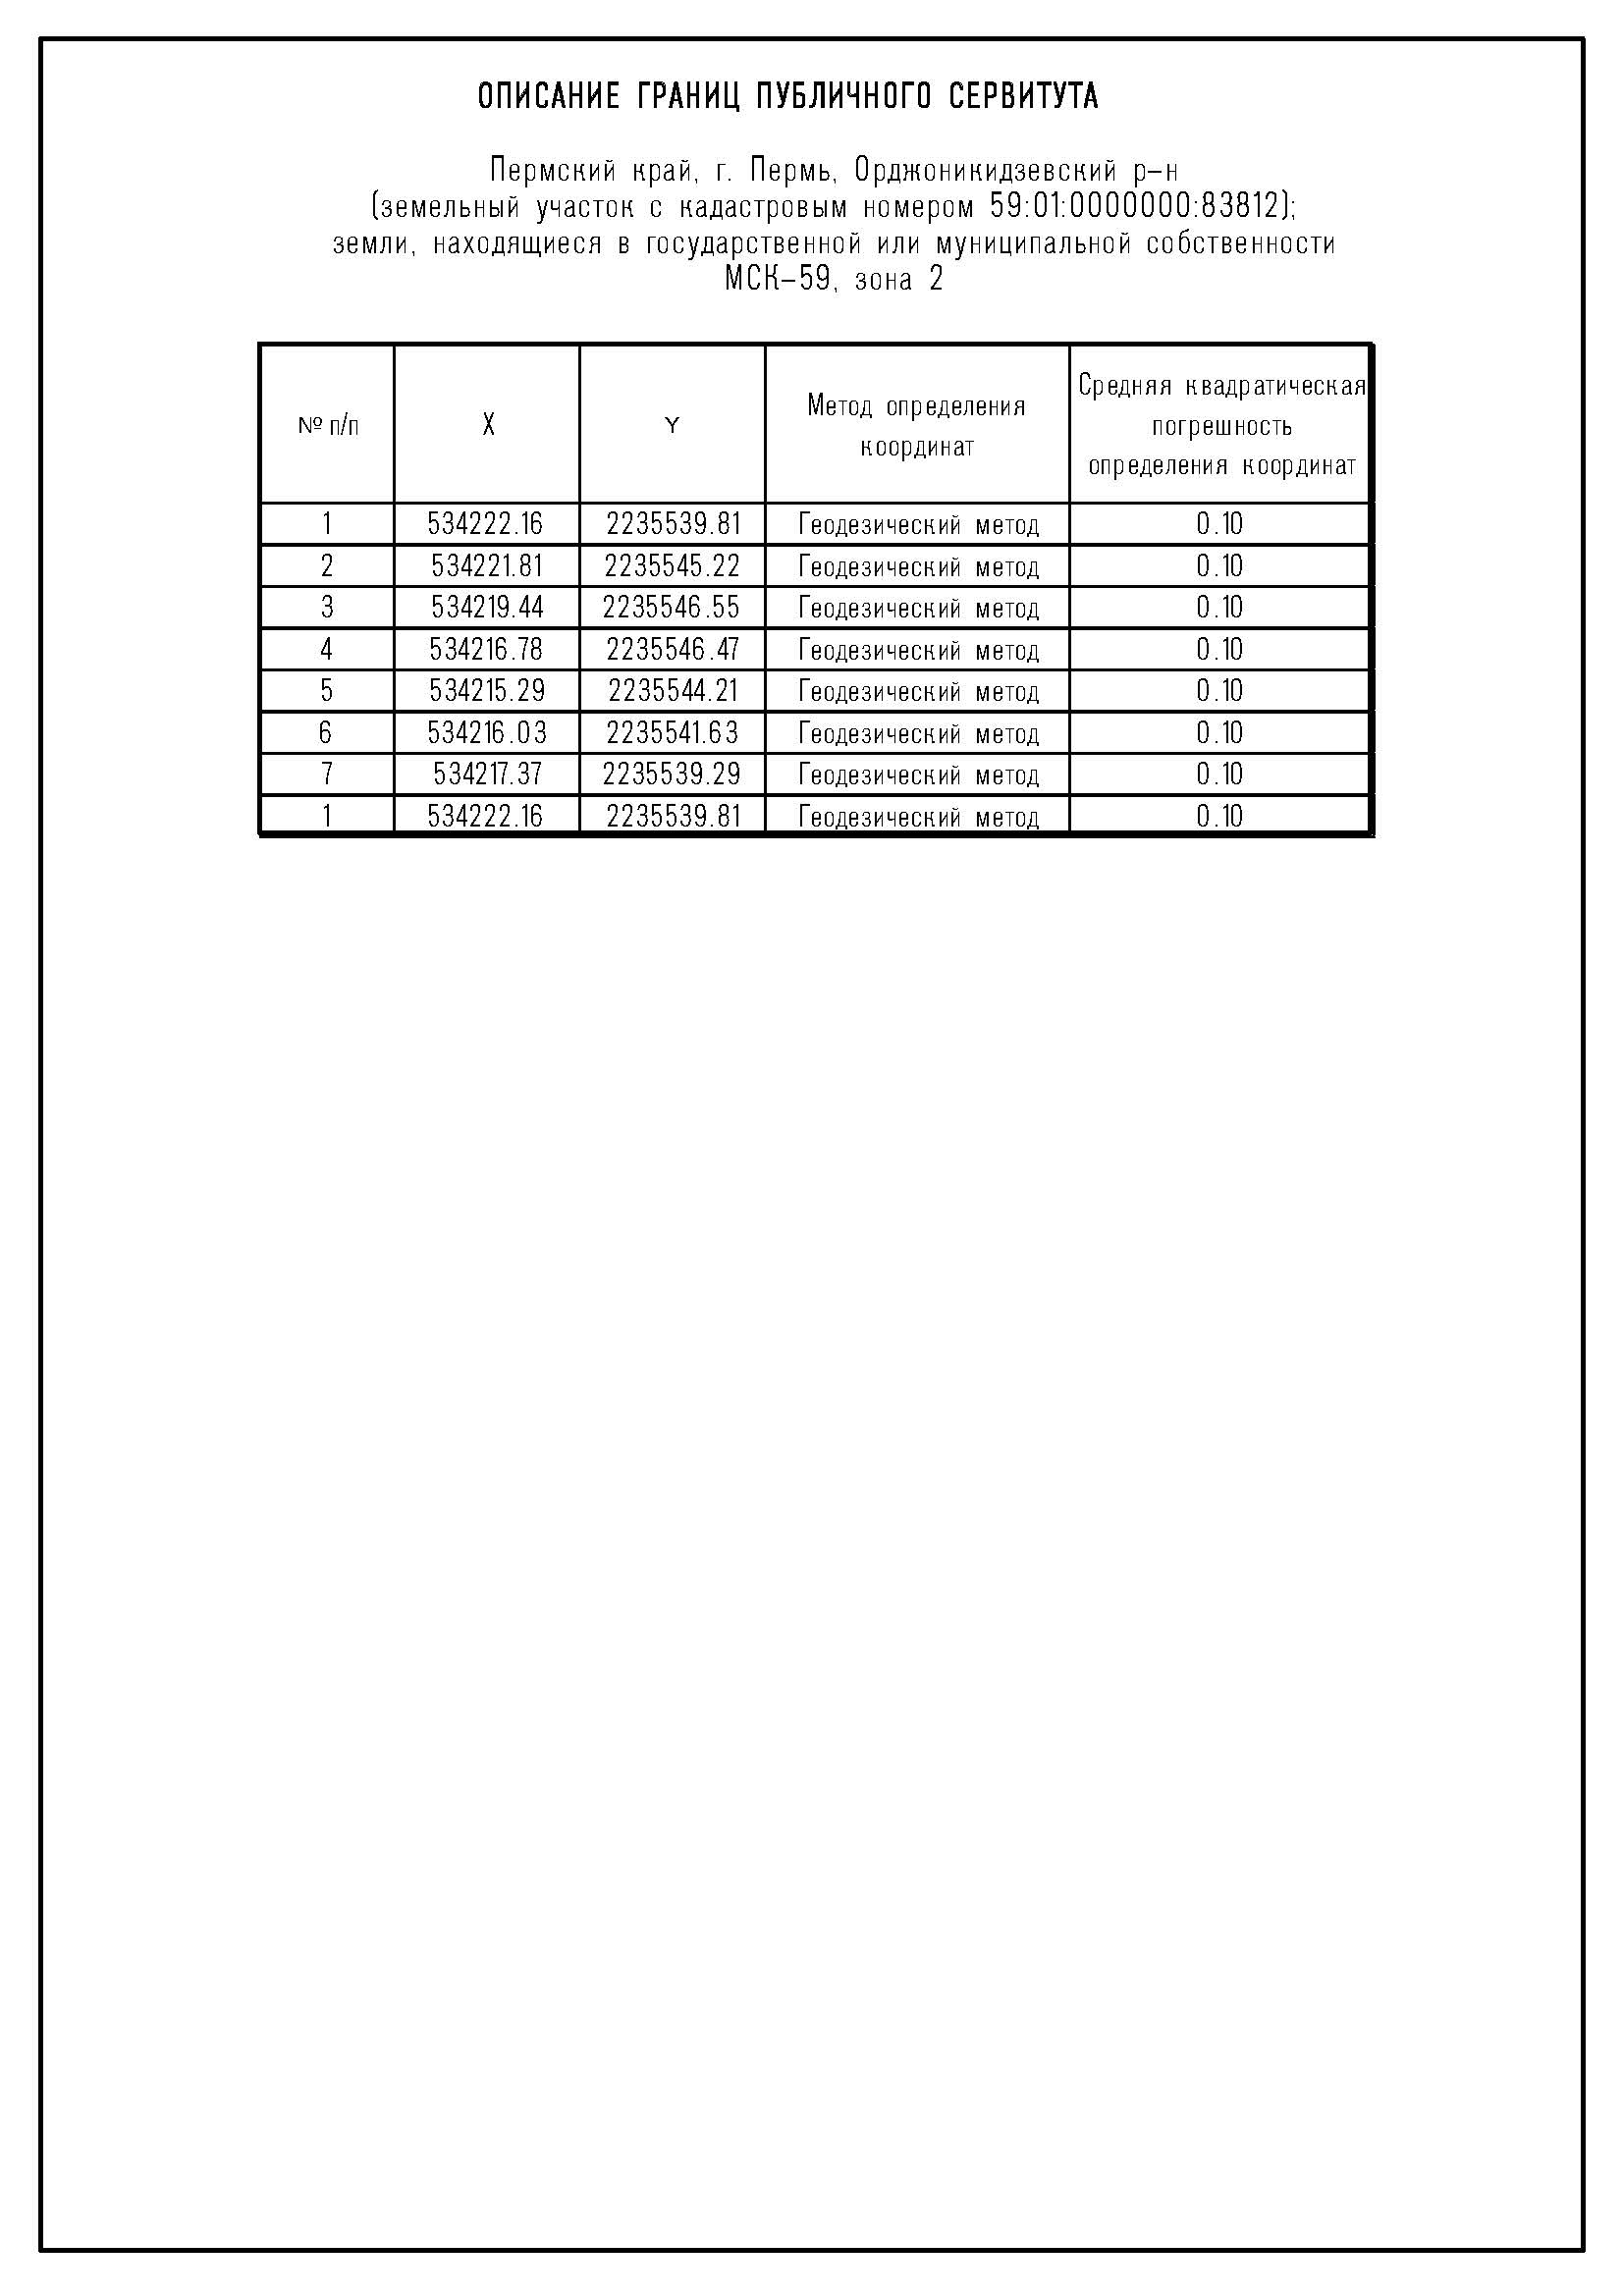 ОПИСАНИЕ ГРАНИЦ ПУБЛИЧНОГО СЕРВИТУТА
Пермский край, г. Пермь, Орджоникидзевский р-н
(земельный участок с кадастровым номером 59:01:0000000:83812);
земли, находящиеся в государственной или муниципальной собственности
МСК-59, зона 2
№ п/п X Y Метод определения координат Средняя квадратическая погрешность определения координат
1 534222.16 2235539.81 Геодезический метод 0.10
2 534221.81 2235545.22 Геодезический метод 0.10
3 534219.44 2235546.55 Геодезический метод 0.10
4 534216.78 2235546.47 Геодезический метод 0.10
5 534215.29 2235544.21 Геодезический метод 0.10
6 534216.03 2235541.63 Геодезический метод 0.10
7 534217.37 2235539.29 Геодезический метод 0.10
1 534222.16 2235539.81 Геодезический метод 0.10